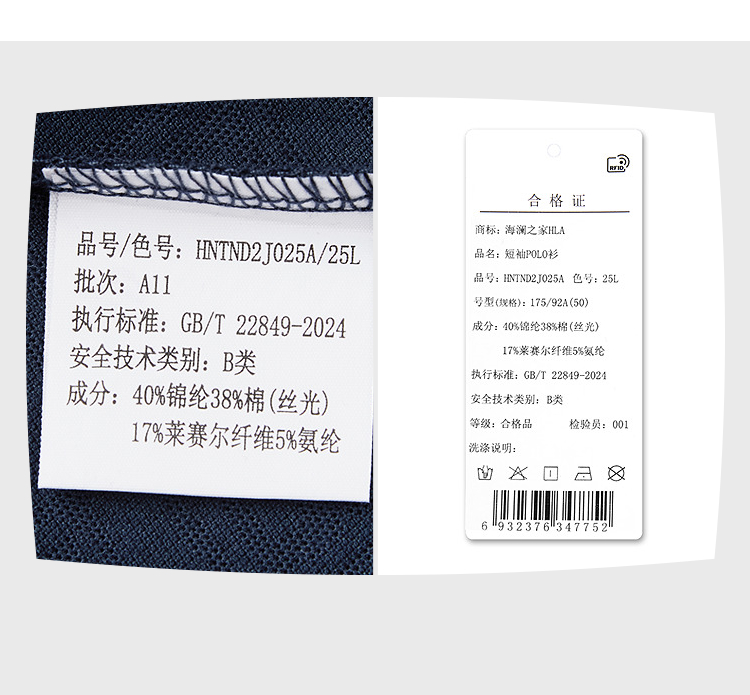 品号/色号: HNTND2J025A/25L
批次: A11
执行标准: GB/T 22849-2024
安全技术类别: B类
成分: 40%锦纶38%棉(丝光)
17%莱赛尔纤维5%氨纶
RFID
合格证
商标: 海澜之家HLA
品名: 短袖POLO衫
品号: HNTND2J025A 色号: 25L
号型(规格): 175/92A(50)
成分: 40%锦纶38%棉(丝光)
17%莱赛尔纤维5%氨纶
执行标准: GB/T 22849-2024
安全技术类别: B类
等级: 合格品 检验员: 001
洗涤说明:
6 932376 347752